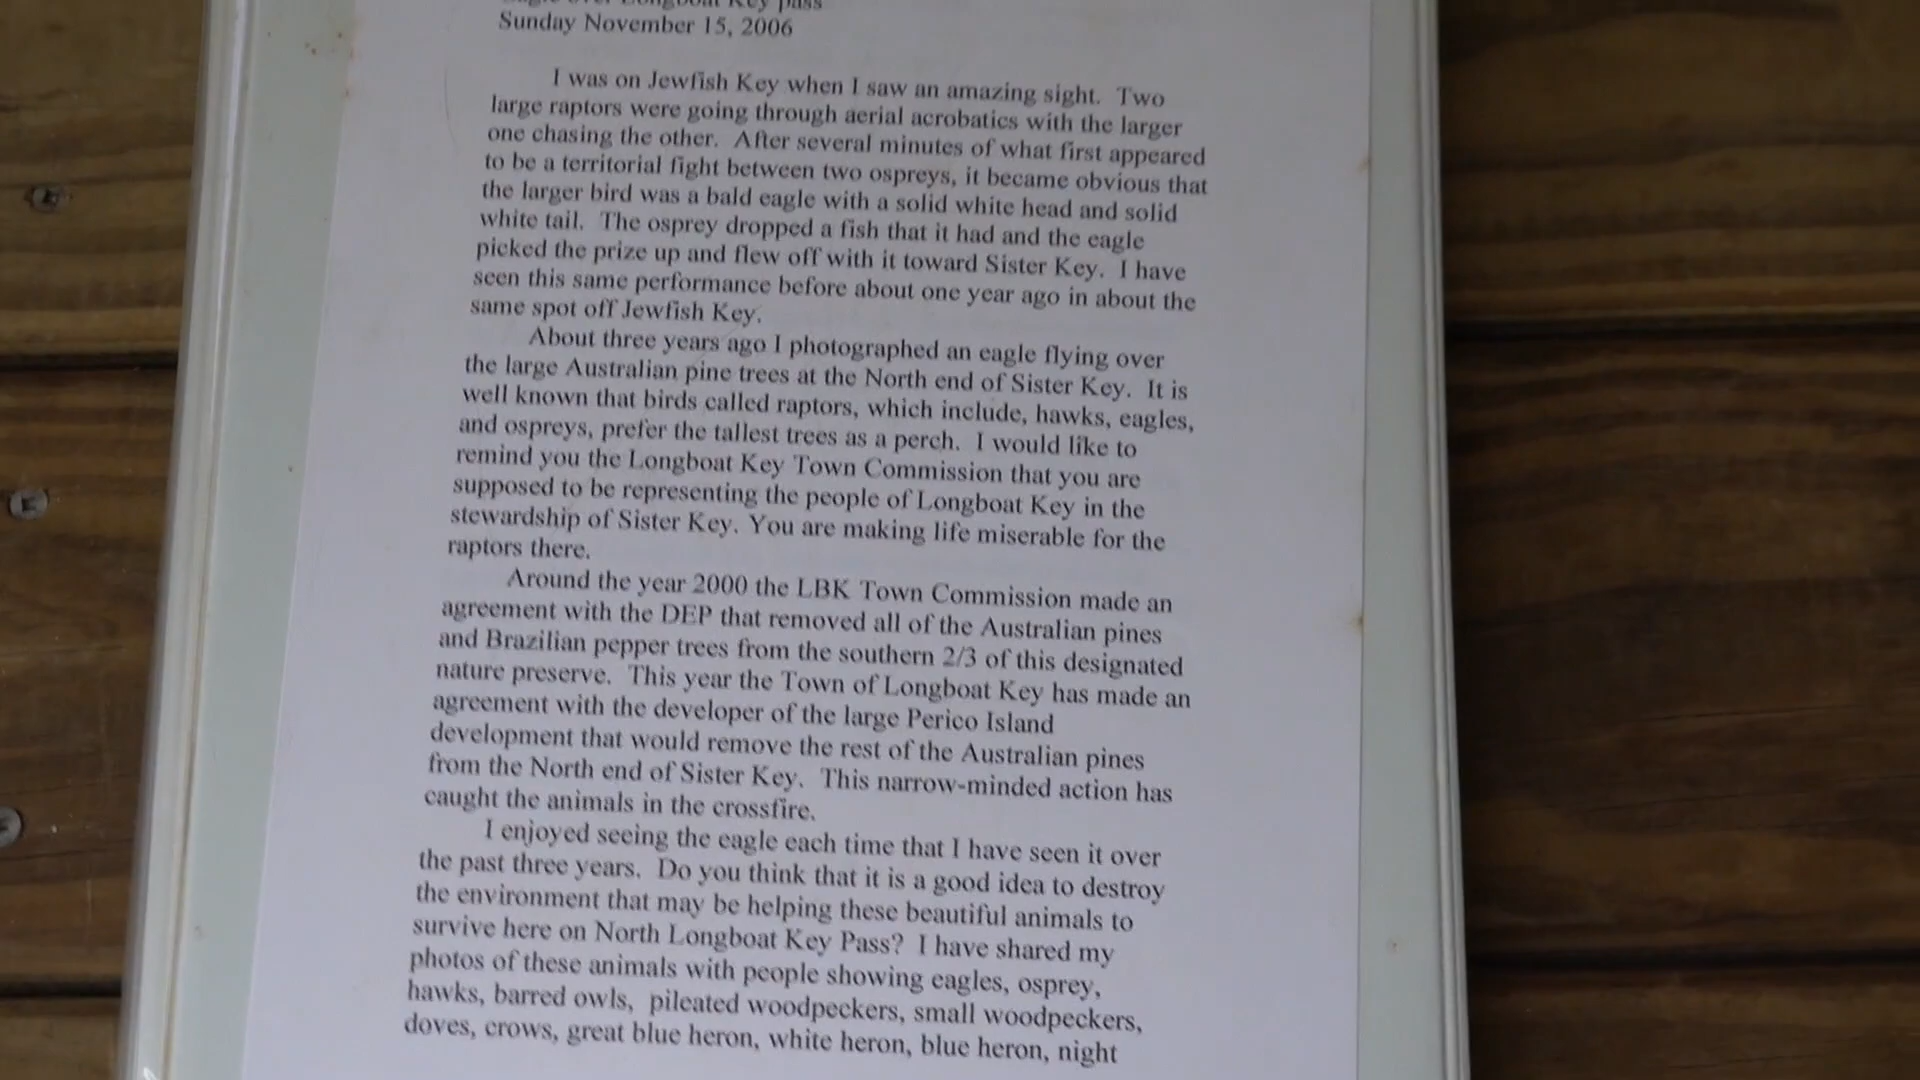 Eagle over Longboat Key pass
Sunday November 15, 2006
I was on Jewfish Key when I saw an amazing sight. Two
large raptors were going through aerial acrobatics with the larger
one chasing the other. After several minutes of what first appeared
to be a territorial fight between two ospreys, it became obvious that
the larger bird was a bald eagle with a solid white head and solid
white tail. The osprey dropped a fish that it had and the eagle
picked the prize up and flew off with it toward Sister Key. I have
seen this same performance before about one year ago in about the
same spot off Jewfish Key.
About three years ago I photographed an eagle flying over
the large Australian pine trees at the North end of Sister Key. It is
well known that birds called raptors, which include, hawks, eagles,
and ospreys, prefer the tallest trees as a perch. I would like to
remind you the Longboat Key Town Commission that you are
supposed to be representing the people of Longboat Key in the
stewardship of Sister Key. You are making life miserable for the
raptors there.
Around the year 2000 the LBK Town Commission made an
agreement with the DEP that removed all of the Australian pines
and Brazilian pepper trees from the southern 2/3 of this designated
nature preserve. This year the Town of Longboat Key has made an
agreement with the developer of the large Perico Island
development that would remove the rest of the Australian pines
from the North end of Sister Key. This narrow-minded action has
caught the animals in the crossfire.
I enjoyed seeing the eagle each time that I have seen it over
the past three years. Do you think that it is a good idea to destroy
the environment that may be helping these beautiful animals to
survive here on North Longboat Key Pass? I have shared my
photos of these animals with people showing eagles, osprey,
hawks, barred owls, pileated woodpeckers, small woodpeckers,
doves, crows, great blue heron, white heron, blue heron, night